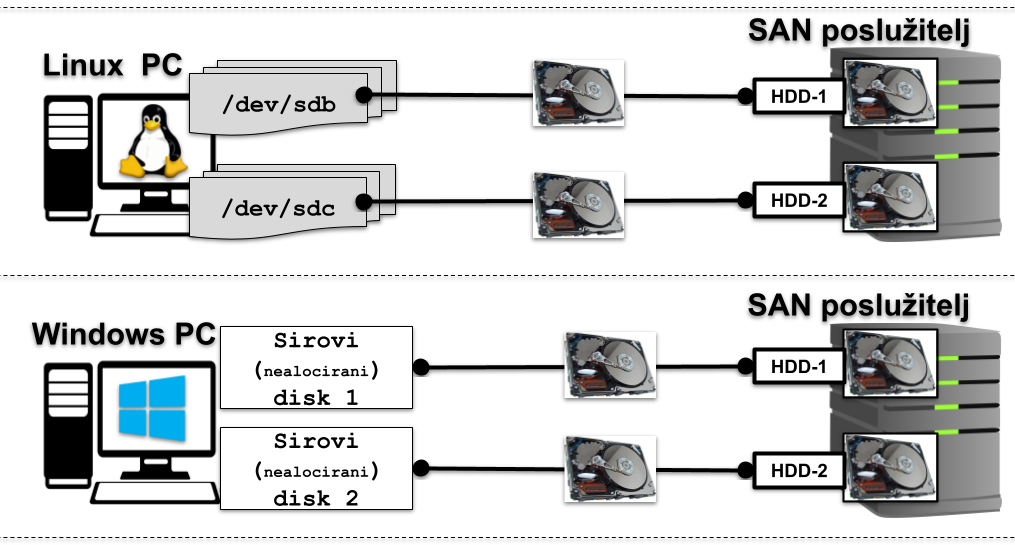 SAN poslužitelj
Linux PC
/dev/sdb
HDD-1
/dev/sdc
HDD-2
SAN poslužitelj
Windows PC
Sirovi
(nealocirani)
disk 1
HDD-1
Sirovi
(nealocirani)
disk 2
HDD-2